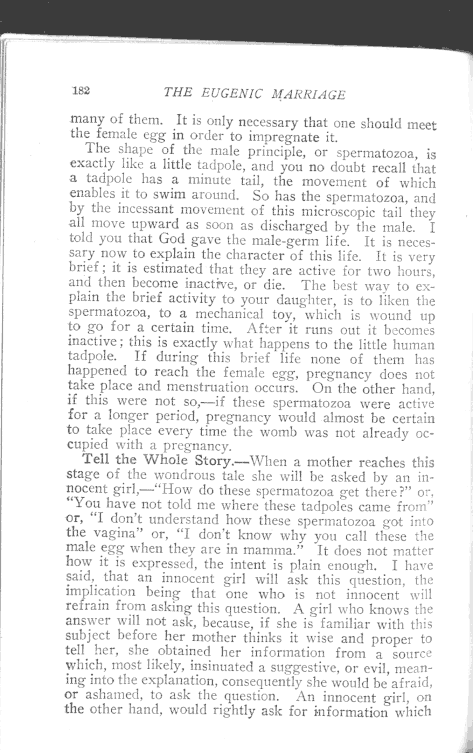 182 THE EUGENIC MARRIAGE
many of them. It is only necessary that one should meet
the female egg in order to impregnate it.
The shape of the male principle, or spermatozoa, is
exactly like a little tadpole, and you no doubt recall that
a tadpole has a minute tail, the movement of which
enables it to swim around. So has the spermatozoa, and
by the incessant movement of this microscopic tail they
all move upward as soon as discharged by the male. I
told you that God gave the male-germ life. It is neces-
sary now to explain the character of this life. It is very
brief; it is estimated that they are active for two hours,
and then become inactive, or die. The best way to ex-
plain the brief activity to your daughter, is to liken the
spermatozoa, to a mechanical toy, which is wound up
to go for a certain time. After it runs out it becomes
inactive; this is exactly what happens to the little human
tadpole. If during this brief life none of them has
happened to reach the female egg, pregnancy does not
take place and menstruation occurs. On the other hand,
if this were not so,—if these spermatozoa were active
for a longer period, pregnancy would almost be certain
to take place every time the womb was not already oc-
cupied with a pregnancy.
Tell the Whole Story.—When a mother reaches this
stage of the wondrous tale she will be asked by an in-
nocent girl,—"How do these spermatozoa get there?" or,
"You have not told me where these tadpoles came from"
or, "I don't understand how these spermatozoa got into
the vagina" or, "I don't know why you call these the
male egg when they are in mamma." It does not matter
how it is expressed, the intent is plain enough. I have
said, that an innocent girl will ask this question, the
implication being that one who is not innocent will
refrain from asking this question. A girl who knows the
answer will not ask, because, if she is familiar with this
subject before her mother thinks it wise and proper to
tell her, she obtained her information from a source
which, most likely, insinuated a suggestive, or evil, mean-
ing into the explanation, consequently she would be afraid,
or ashamed, to ask the question. An innocent girl, on
the other hand, would rightly ask for information which